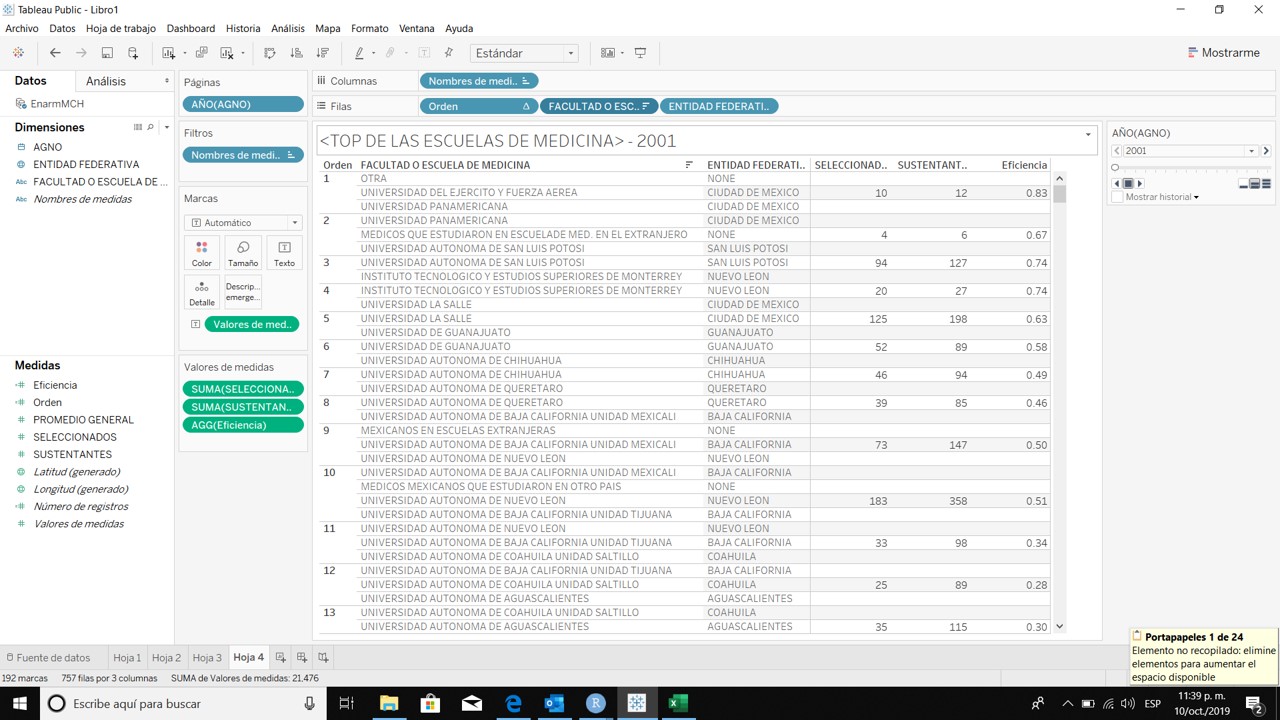 Tableau Public - Libro1
Archivo Datos Hoja de trabajo Dashboard Historia Análisis Mapa Formato Ventana Ayuda
Estándar
Mostrarme
Datos Análisis
EnarmMCH
Dimensiones
AGNO
ENTIDAD FEDERATIVA
Abc FACULTAD O ESCUELA DE ...
Abc Nombres de medidas
Medidas
Eficiencia
Orden
PROMEDIO GENERAL
SELECCIONADOS
SUSTENTANTES
Latitud (generado)
Longitud (generado)
Número de registros
Valores de medidas
Páginas
AÑO(AGNO)
Filtros
Nombres de medi..
Marcas
Automático
Color Tamaño Texto
Detalle Descrip... emerge...
Valores de med..
Valores de medidas
SUMA(SELECCIONA..
SUMA(SUSTENTAN..
AGG(Eficiencia)
Columnas Nombres de medi..
Filas Orden FACULTAD O ESC.. ENTIDAD FEDERATI..
<TOP DE LAS ESCUELAS DE MEDICINA> - 2001
Orden FACULTAD O ESCUELA DE MEDICINA ENTIDAD FEDERATI.. SELECCIONAD.. SUSTENTANT.. Eficiencia
1 OTRA NONE
UNIVERSIDAD DEL EJERCITO Y FUERZA AEREA CIUDAD DE MEXICO 10 12 0.83
UNIVERSIDAD PANAMERICANA CIUDAD DE MEXICO
2 UNIVERSIDAD PANAMERICANA CIUDAD DE MEXICO
MEDICOS QUE ESTUDIARON EN ESCUELADE MED. EN EL EXTRANJERO NONE 4 6 0.67
UNIVERSIDAD AUTONOMA DE SAN LUIS POTOSI SAN LUIS POTOSI
3 UNIVERSIDAD AUTONOMA DE SAN LUIS POTOSI SAN LUIS POTOSI 94 127 0.74
INSTITUTO TECNOLOGICO Y ESTUDIOS SUPERIORES DE MONTERREY NUEVO LEON
4 INSTITUTO TECNOLOGICO Y ESTUDIOS SUPERIORES DE MONTERREY NUEVO LEON 20 27 0.74
UNIVERSIDAD LA SALLE CIUDAD DE MEXICO
5 UNIVERSIDAD LA SALLE CIUDAD DE MEXICO 125 198 0.63
UNIVERSIDAD DE GUANAJUATO GUANAJUATO
6 UNIVERSIDAD DE GUANAJUATO GUANAJUATO 52 89 0.58
UNIVERSIDAD AUTONOMA DE CHIHUAHUA CHIHUAHUA
7 UNIVERSIDAD AUTONOMA DE CHIHUAHUA CHIHUAHUA 46 94 0.49
UNIVERSIDAD AUTONOMA DE QUERETARO QUERETARO
8 UNIVERSIDAD AUTONOMA DE QUERETARO QUERETARO 39 85 0.46
UNIVERSIDAD AUTONOMA DE BAJA CALIFORNIA UNIDAD MEXICALI BAJA CALIFORNIA
9 MEXICANOS EN ESCUELAS EXTRANJERAS NONE
UNIVERSIDAD AUTONOMA DE BAJA CALIFORNIA UNIDAD MEXICALI BAJA CALIFORNIA 73 147 0.50
UNIVERSIDAD AUTONOMA DE NUEVO LEON NUEVO LEON
10 UNIVERSIDAD AUTONOMA DE BAJA CALIFORNIA UNIDAD MEXICALI BAJA CALIFORNIA
MEDICOS MEXICANOS QUE ESTUDIARON EN OTRO PAIS NONE
UNIVERSIDAD AUTONOMA DE NUEVO LEON NUEVO LEON 183 358 0.51
UNIVERSIDAD AUTONOMA DE BAJA CALIFORNIA UNIDAD TIJUANA BAJA CALIFORNIA
11 UNIVERSIDAD AUTONOMA DE NUEVO LEON NUEVO LEON
UNIVERSIDAD AUTONOMA DE BAJA CALIFORNIA UNIDAD TIJUANA BAJA CALIFORNIA 33 98 0.34
UNIVERSIDAD AUTONOMA DE COAHUILA UNIDAD SALTILLO COAHUILA
12 UNIVERSIDAD AUTONOMA DE BAJA CALIFORNIA UNIDAD TIJUANA BAJA CALIFORNIA
UNIVERSIDAD AUTONOMA DE COAHUILA UNIDAD SALTILLO COAHUILA 25 89 0.28
UNIVERSIDAD AUTONOMA DE AGUASCALIENTES AGUASCALIENTES
13 UNIVERSIDAD AUTONOMA DE COAHUILA UNIDAD SALTILLO COAHUILA
UNIVERSIDAD AUTONOMA DE AGUASCALIENTES AGUASCALIENTES 35 115 0.30
AÑO(AGNO)
2001
Mostrar historial
Portapapeles 1 de 24
Elemento no recopilado: elimine
elementos para aumentar el
espacio disponible
Fuente de datos Hoja 1 Hoja 2 Hoja 3 Hoja 4
192 marcas 757 filas por 3 columnas SUMA de Valores de medidas: 21,476
Escribe aquí para buscar
ESP
11:39 p. m.
10/oct./2019
2